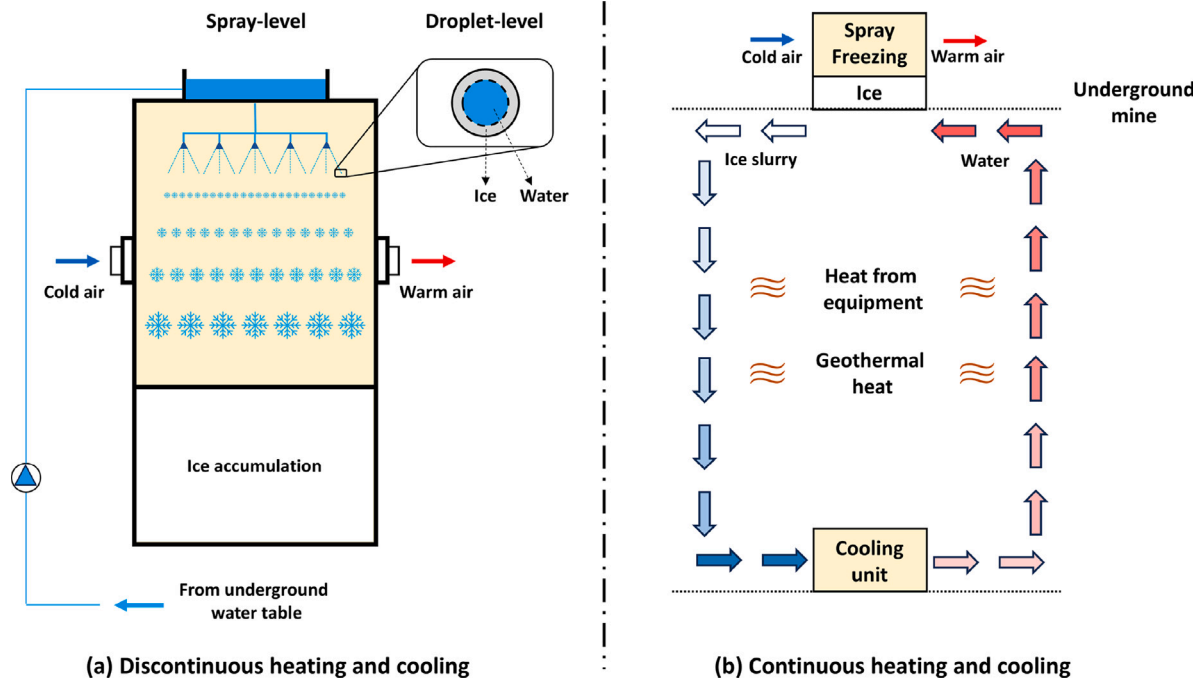 Spray-level
Droplet-level
Ice
Water
Cold air
Warm air
Ice accumulation
From underground
water table
(a) Discontinuous heating and cooling
Spray
Freezing
Ice
Cold air
Warm air
Underground
mine
Ice slurry
Water
Heat from
equipment
Geothermal
heat
Cooling
unit
(b) Continuous heating and cooling